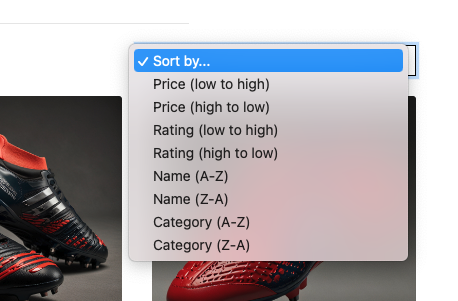 Sort by...
Price (low to high)
Price (high to low)
Rating (low to high)
Rating (high to low)
Name (A-Z)
Name (Z-A)
Category (A-Z)
Category (Z-A)